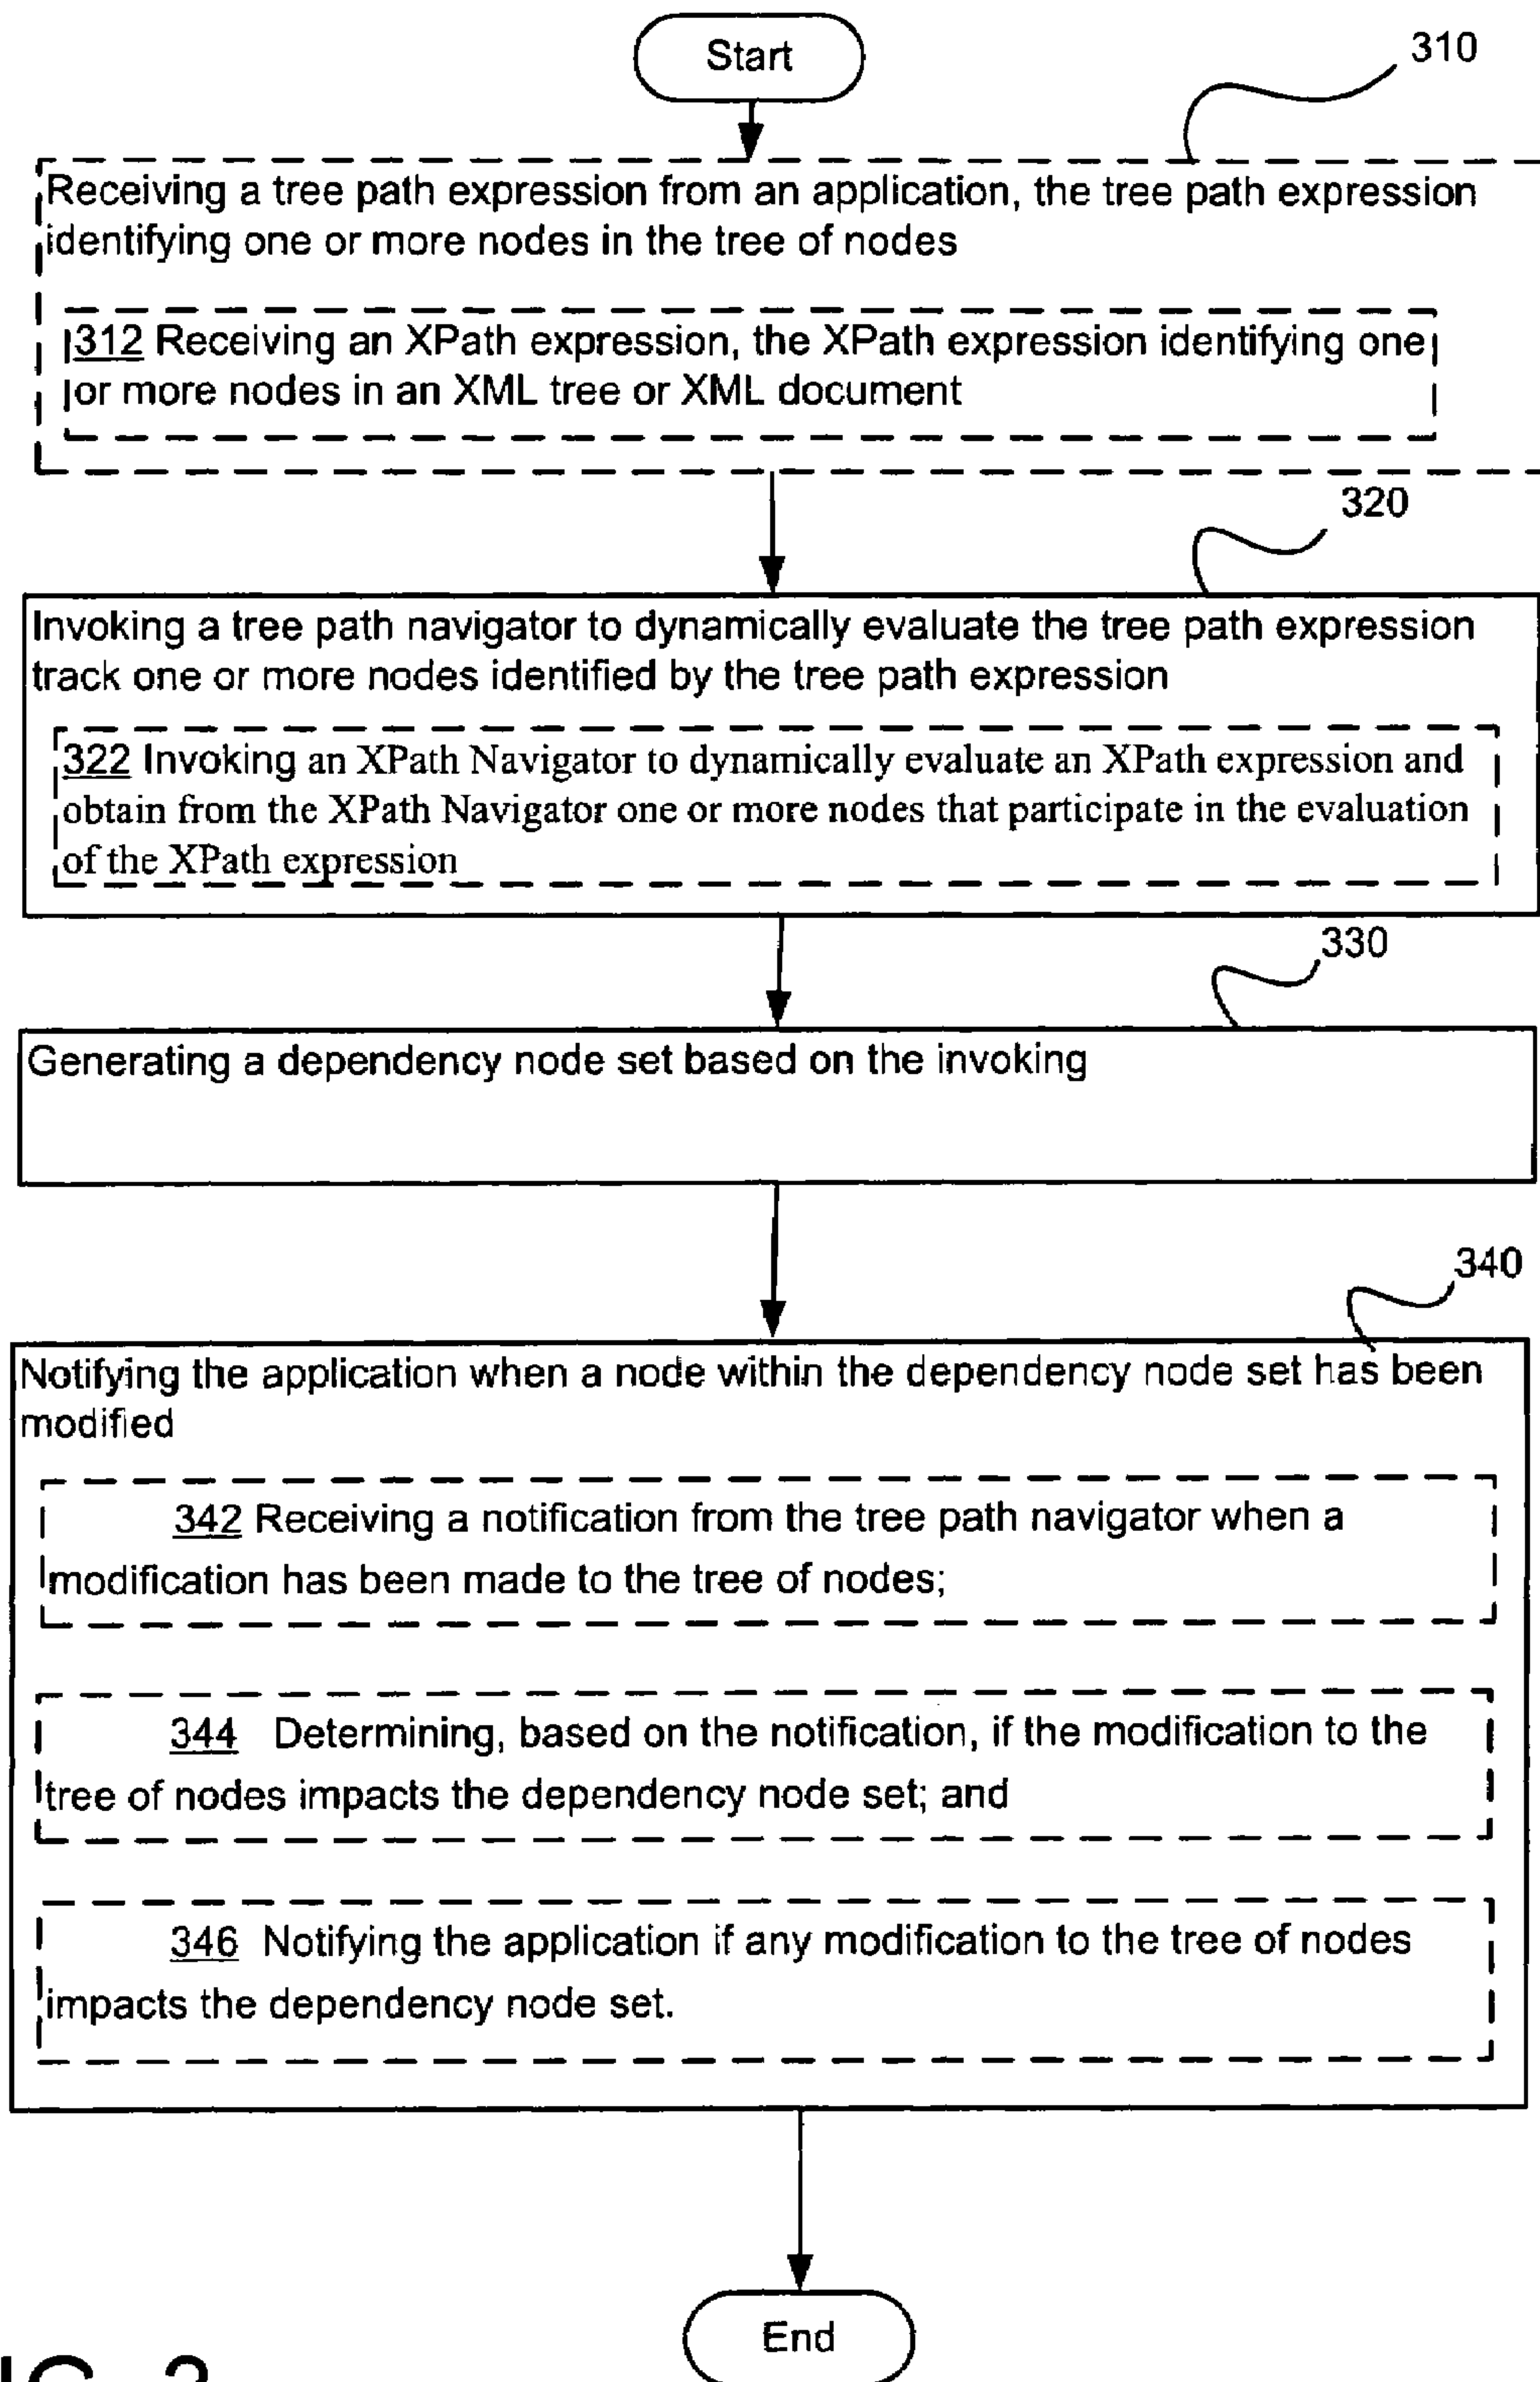 Start
310
Receiving a tree path expression from an application, the tree path expression
identifying one or more nodes in the tree of nodes
312 Receiving an XPath expression, the XPath expression identifying one
or more nodes in an XML tree or XML document
320
Invoking a tree path navigator to dynamically evaluate the tree path expression
track one or more nodes identified by the tree path expression
322 Invoking an XPath Navigator to dynamically evaluate an XPath expression and
obtain from the XPath Navigator one or more nodes that participate in the evaluation
of the XPath expression
330
Generating a dependency node set based on the invoking
340
Notifying the application when a node within the dependency node set has been
modified
342 Receiving a notification from the tree path navigator when a
modification has been made to the tree of nodes;
344 Determining, based on the notification, if the modification to the
tree of nodes impacts the dependency node set; and
346 Notifying the application if any modification to the tree of nodes
impacts the dependency node set.
End